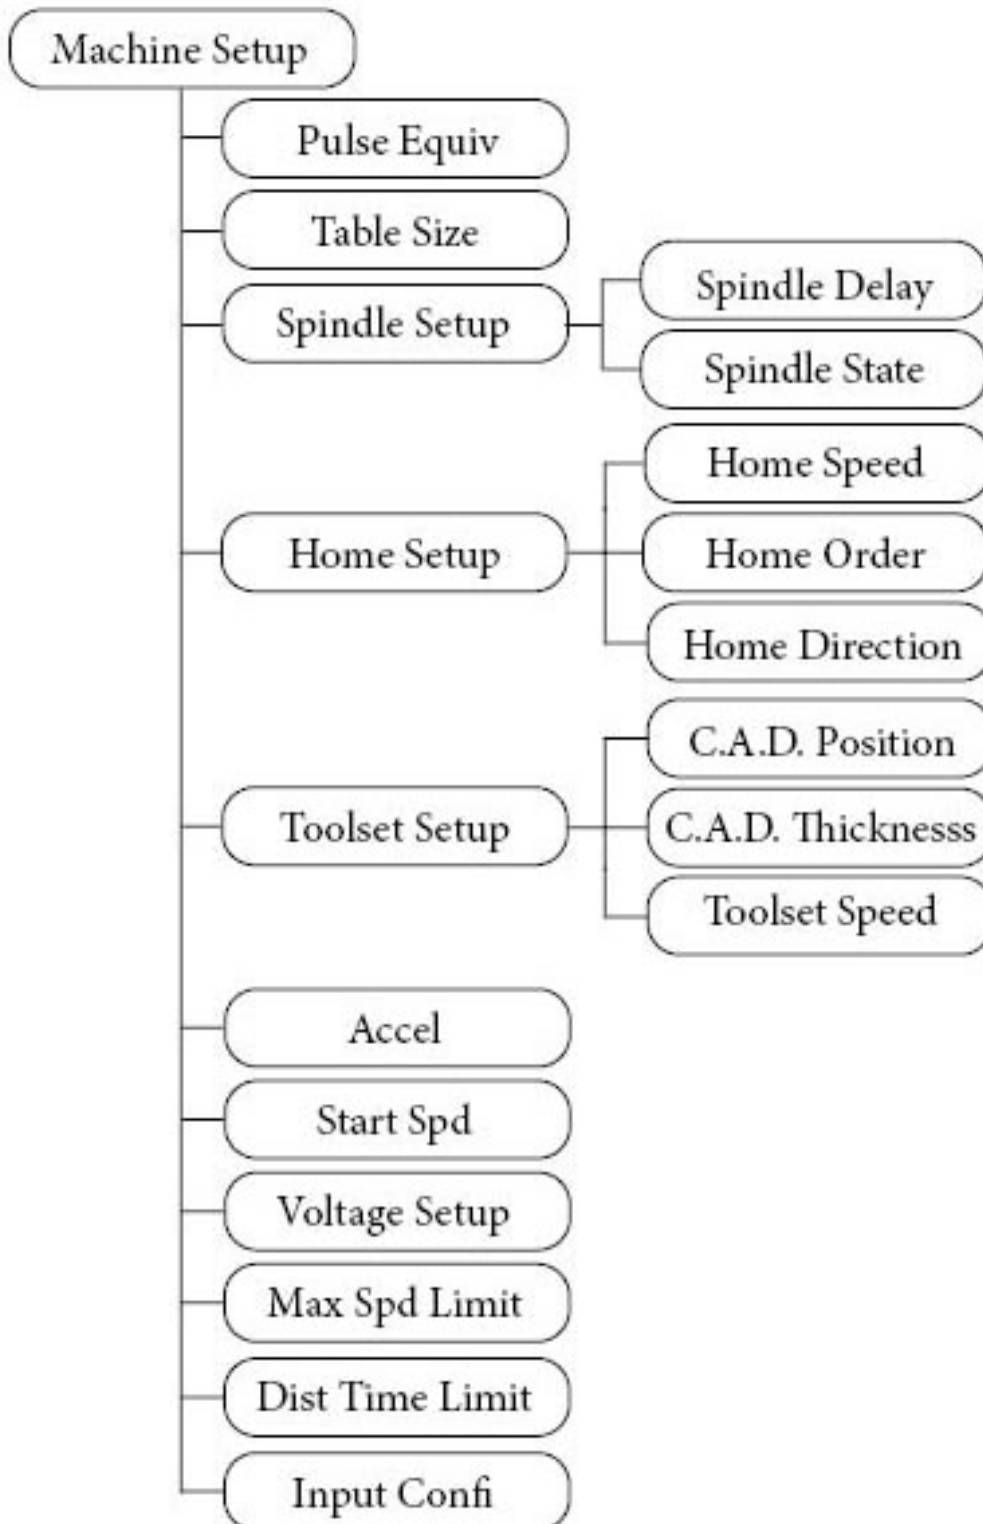 Machine Setup
Pulse Equiv
Table Size
Spindle Setup
Spindle Delay
Spindle State
Home Setup
Home Speed
Home Order
Home Direction
Toolset Setup
C.A.D. Position
C.A.D. Thicknesss
Toolset Speed
Accel
Start Spd
Voltage Setup
Max Spd Limit
Dist Time Limit
Input Confi